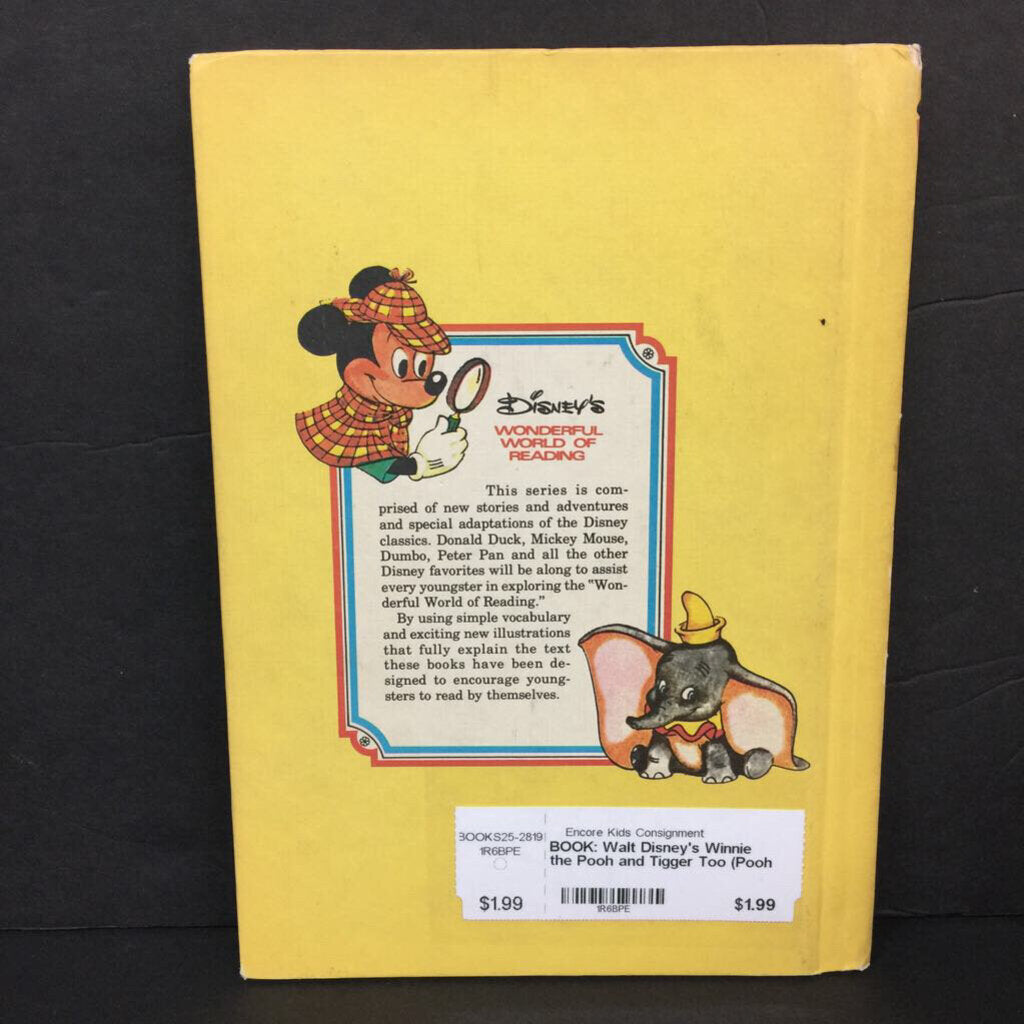 Disney's
WONDERFUL
WORLD OF
READING
This series is com-
prised of new stories and adventures
and special adaptations of the Disney
classics. Donald Duck, Mickey Mouse,
Dumbo, Peter Pan and all the other
Disney favorites will be along to assist
every youngster in exploring the "Won-
derful World of Reading."
By using simple vocabulary
and exciting new illustrations
that fully explain the text
these books have been de-
signed to encourage young-
sters to read by themselves.
BOOKS25-2819
1R6BPE
$1.99
Encore Kids Consignment
BOOK: Walt Disney's Winnie
the Pooh and Tigger Too (Pooh
1R6BPE
$1.99